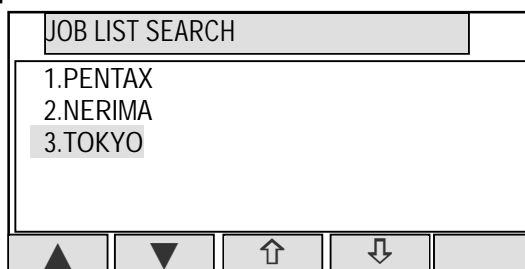 JOB LIST SEARCH
1.PENTAX
2.NERIMA
3.TOKYO
▲ ▼ ⇧ ⇩